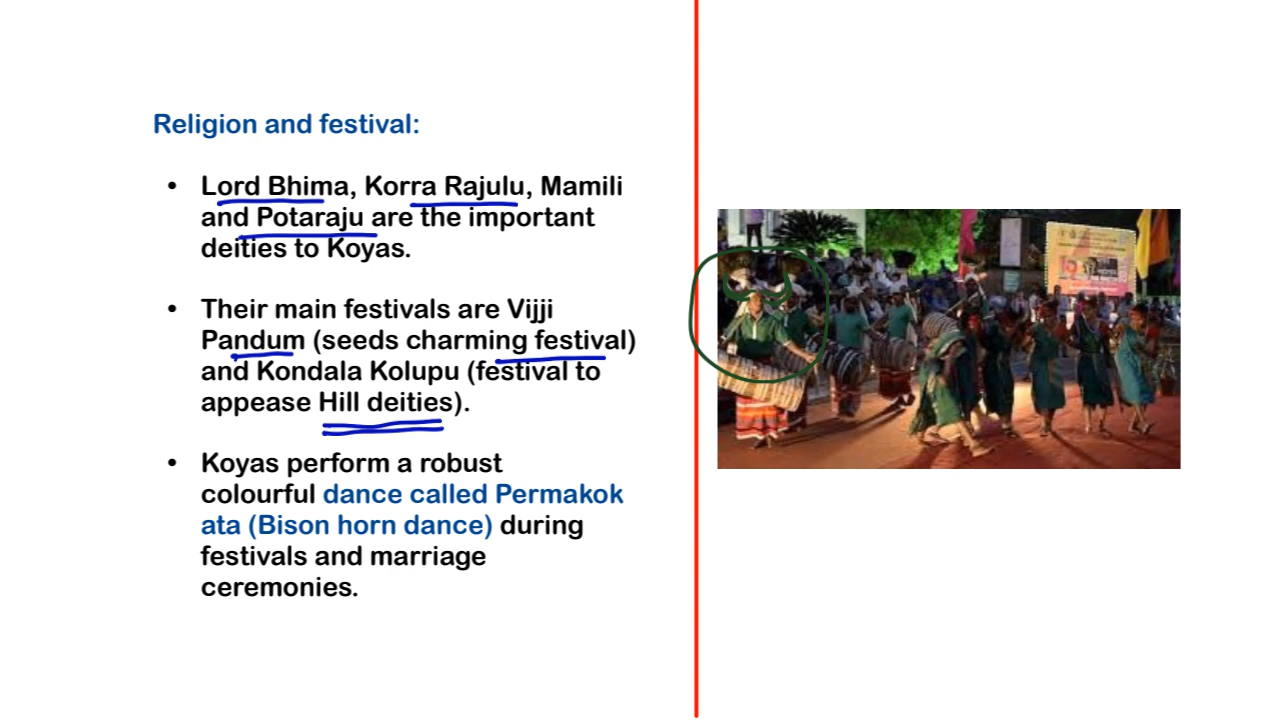 Religion and festival:
• Lord Bhima, Korra Rajulu, Mamili
and Potaraju are the important
deities to Koyas.
• Their main festivals are Vijji
Pandum (seeds charming festival)
and Kondala Kolupu (festival to
appease Hill deities).
• Koyas perform a robust
colourful dance called Permakok
ata (Bison horn dance) during
festivals and marriage
ceremonies.